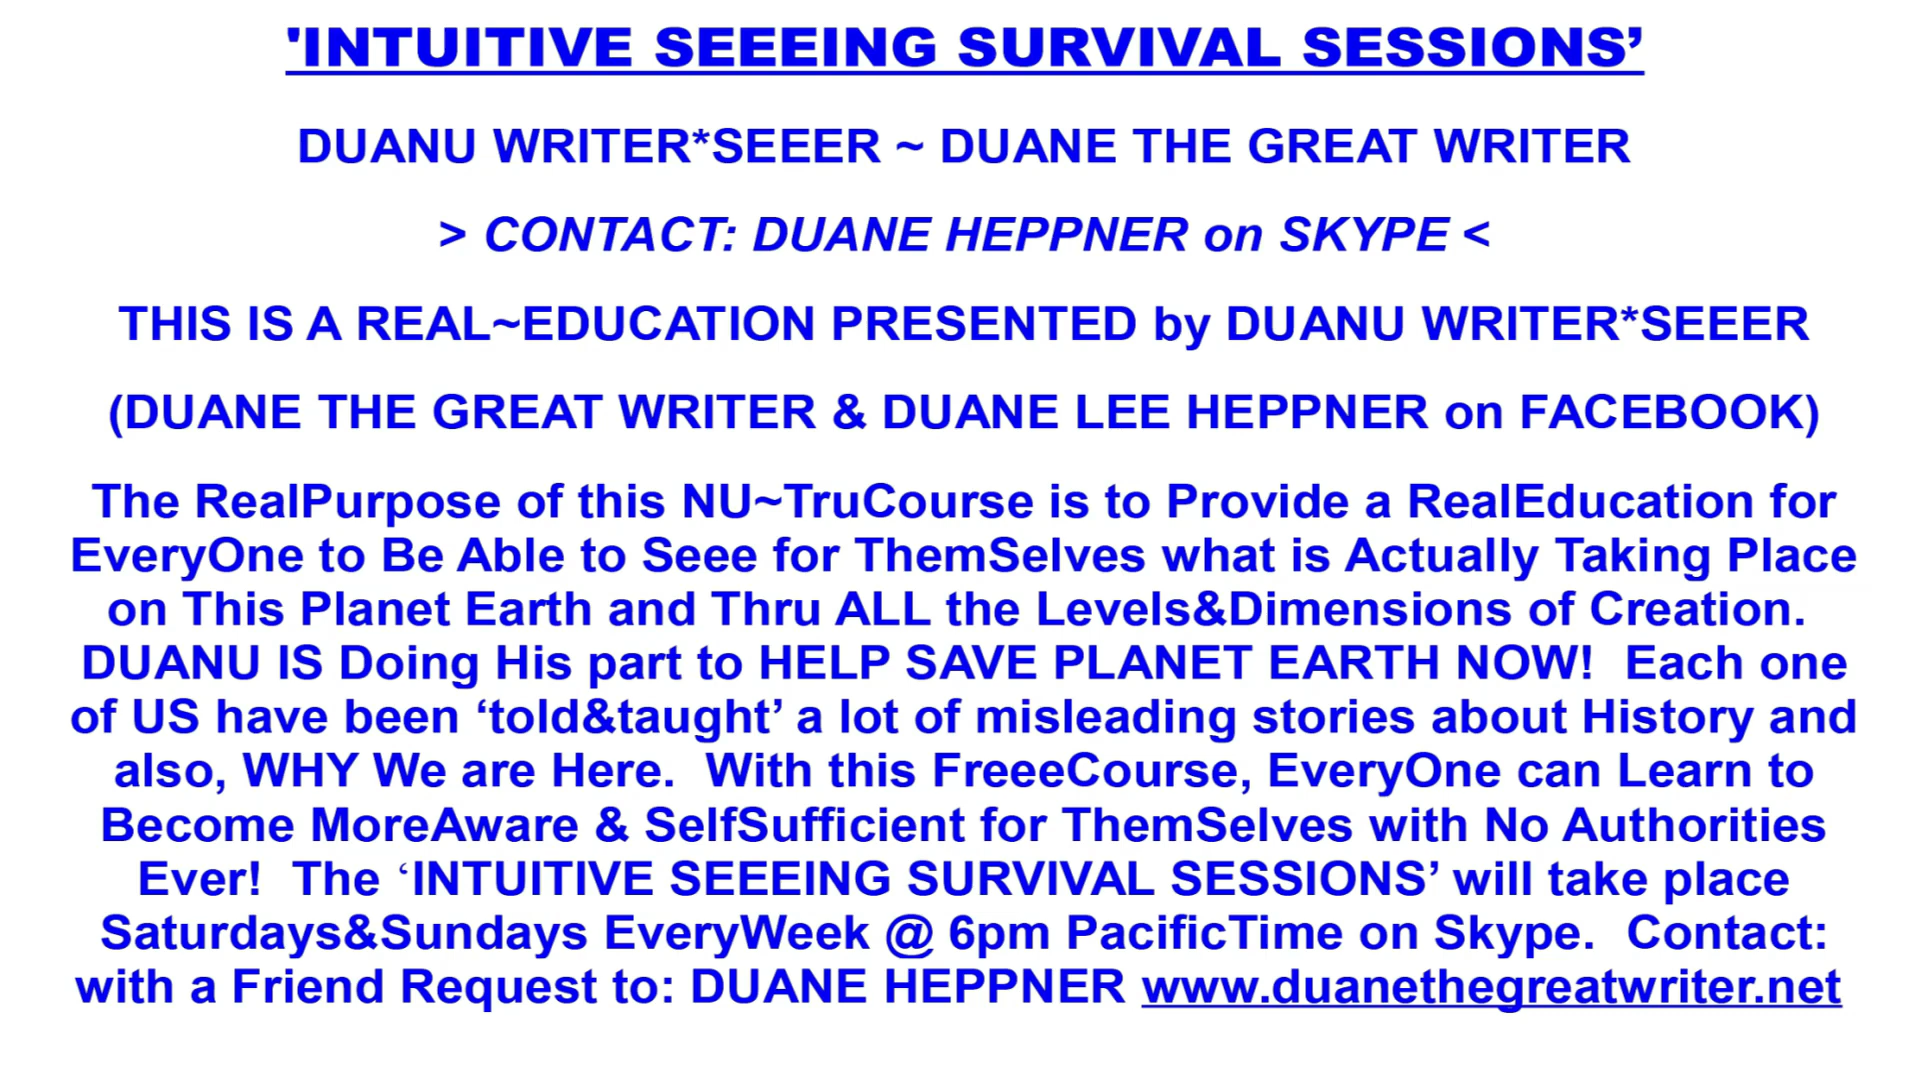 'INTUITIVE SEEEING SURVIVAL SESSIONS’
DUANU WRITER*SEEER ~ DUANE THE GREAT WRITER
> CONTACT: DUANE HEPPNER on SKYPE <
THIS IS A REAL~EDUCATION PRESENTED by DUANU WRITER*SEEER
(DUANE THE GREAT WRITER & DUANE LEE HEPPNER on FACEBOOK)
The RealPurpose of this NU~TruCourse is to Provide a RealEducation for
EveryOne to Be Able to Seee for ThemSelves what is Actually Taking Place
on This Planet Earth and Thru ALL the Levels&Dimensions of Creation.
DUANU IS Doing His part to HELP SAVE PLANET EARTH NOW!  Each one
of US have been ‘told&taught’ a lot of misleading stories about History and
also, WHY We are Here.  With this FreeeCourse, EveryOne can Learn to
Become MoreAware & SelfSufficient for ThemSelves with No Authorities
Ever!  The ‘INTUITIVE SEEEING SURVIVAL SESSIONS’ will take place
Saturdays&Sundays EveryWeek @ 6pm PacificTime on Skype.  Contact:
with a Friend Request to: DUANE HEPPNER www.duanethegreatwriter.net